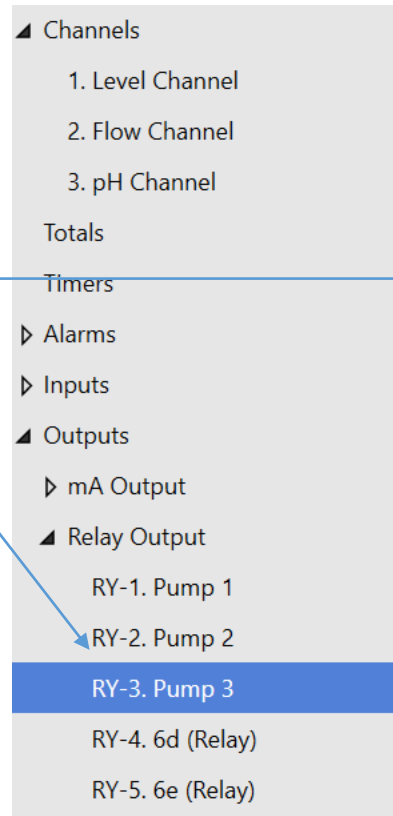 Channels
1. Level Channel
2. Flow Channel
3. pH Channel
Totals
Timers
Alarms
Inputs
Outputs
mA Output
Relay Output
RY-1. Pump 1
RY-2. Pump 2
RY-3. Pump 3
RY-4. 6d (Relay)
RY-5. 6e (Relay)